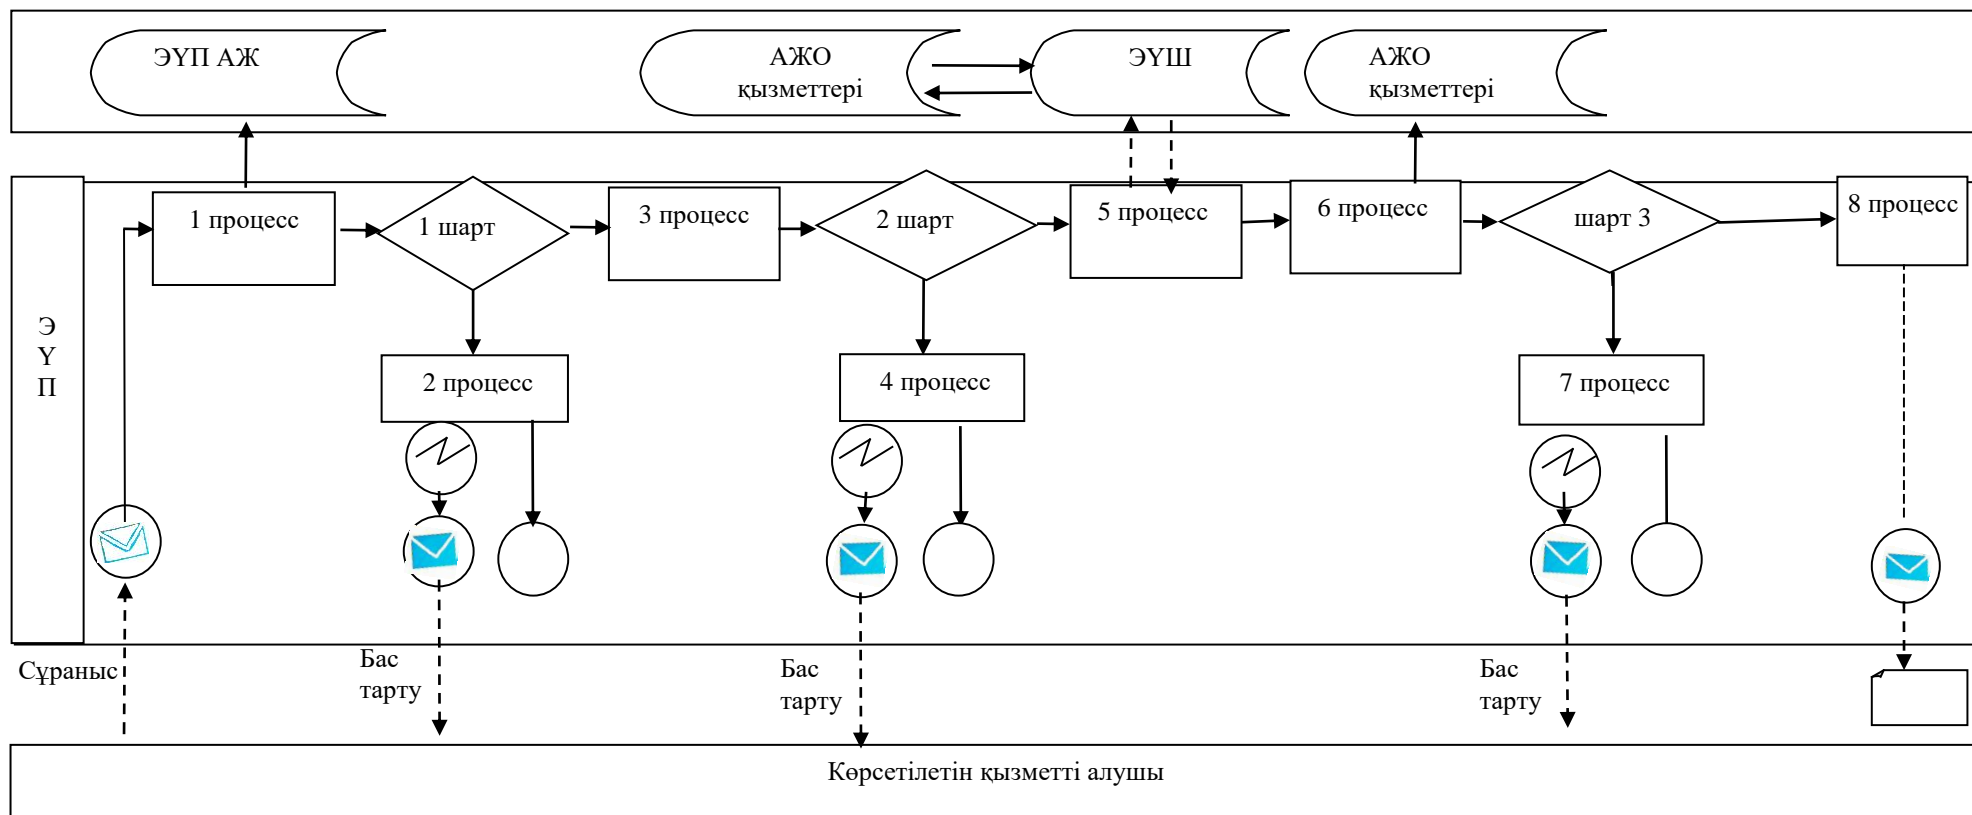 ЭҮП АЖ
АЖО
қызметтері
ЭҮШ
АЖО
қызметтері
1 процесс
1 шарт
3 процесс
2 шарт
5 процесс
6 процесс
шарт 3
8 процесс
Э
Ү
П
2 процесс
4 процесс
7 процесс
Сұраныс
Бас
тарту
Бас
тарту
Бас
тарту
Көрсетілетін қызметті алушы